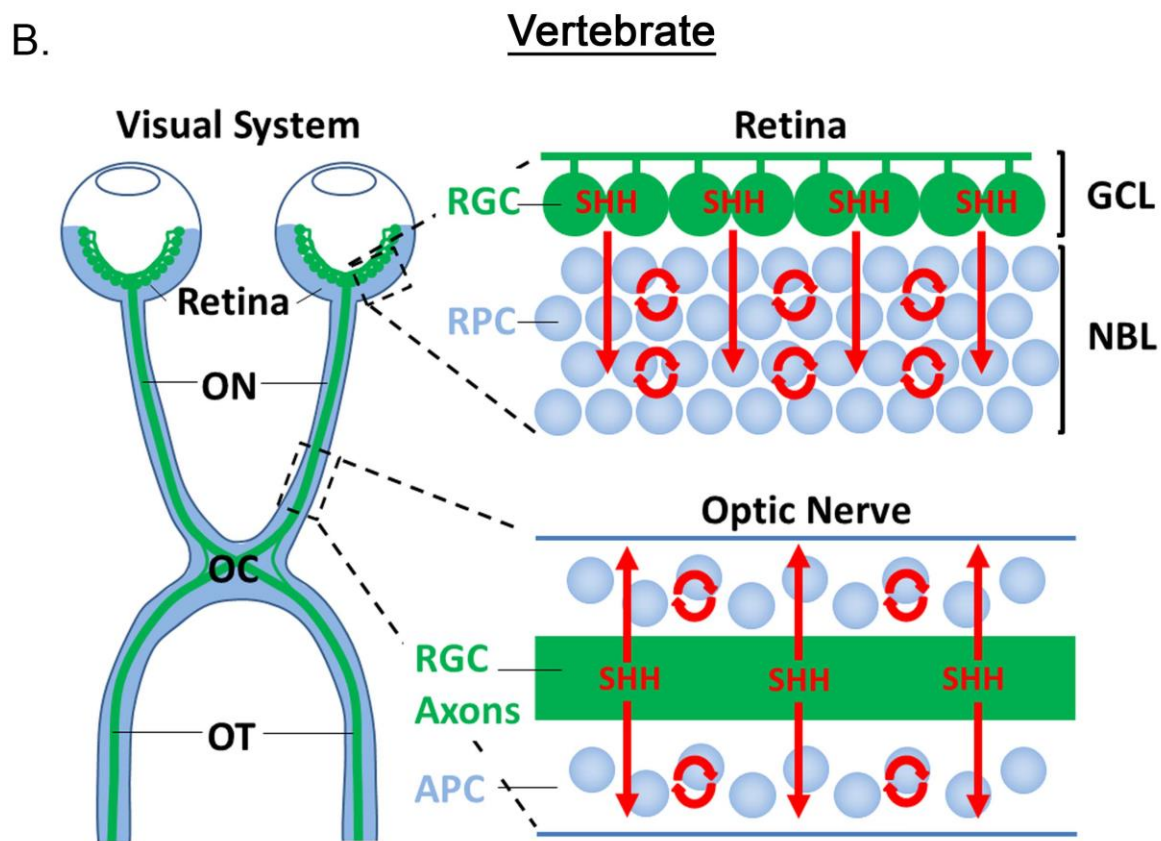 B.
Vertebrate
Visual System
Retina
ON
OC
OT
Retina
RGC
SHH SHH SHH SHH
GCL
RPC
NBL
Optic Nerve
RGC
Axons
SHH SHH SHH
APC